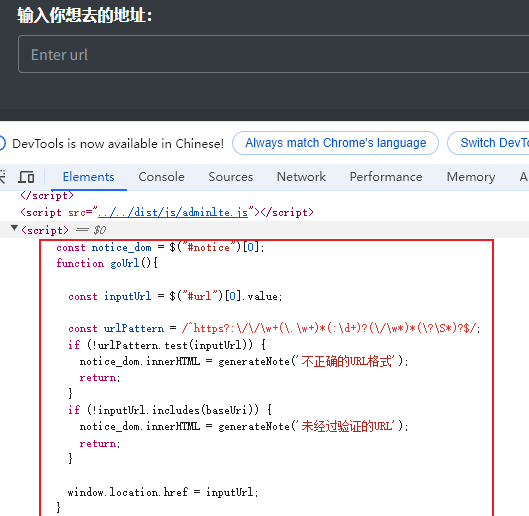 输入你想去的地址：
Enter url
DevTools is now available in Chinese!
Always match Chrome's language
Switch DevTo
Elements Console Sources Network Performance Memory A
</script>
<script src="../../dist/js/adminlte.js"></script>
<script> == $0
const notice_dom = $("#notice")[0];
function goUrl(){
const inputUrl = $("#url")[0].value;
const urlPattern = /^https?:\/\/\w+(\.\w+)*(:\d+)?(\/\w*)*(\?\S*)?$/;
if (!urlPattern.test(inputUrl)) {
notice_dom.innerHTML = generateNote('不正确的URL格式');
return;
}
if (!inputUrl.includes(baseUri)) {
notice_dom.innerHTML = generateNote('未经过验证的URL');
return;
}
window.location.href = inputUrl;
}